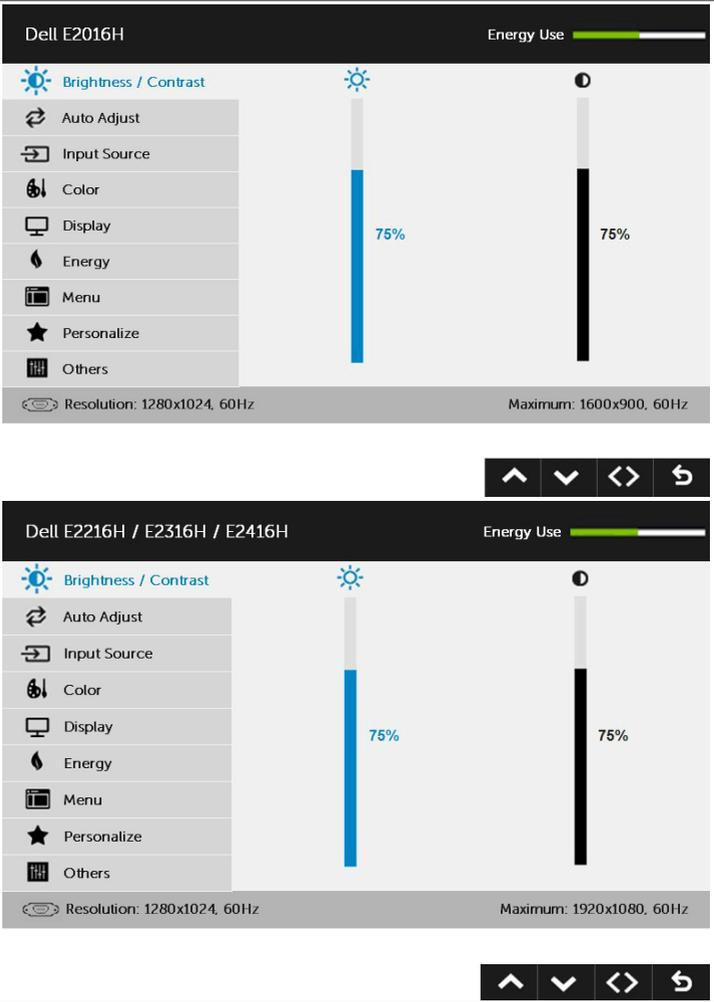 Dell E2016H
Energy Use
Brightness / Contrast
Auto Adjust
Input Source
Color
Display
75%
75%
Energy
Menu
Personalize
Others
Resolution: 1280x1024, 60Hz
Maximum: 1600x900, 60Hz
Dell E2216H / E2316H / E2416H
Energy Use
Brightness / Contrast
Auto Adjust
Input Source
Color
Display
75%
75%
Energy
Menu
Personalize
Others
Resolution: 1280x1024, 60Hz
Maximum: 1920x1080, 60Hz